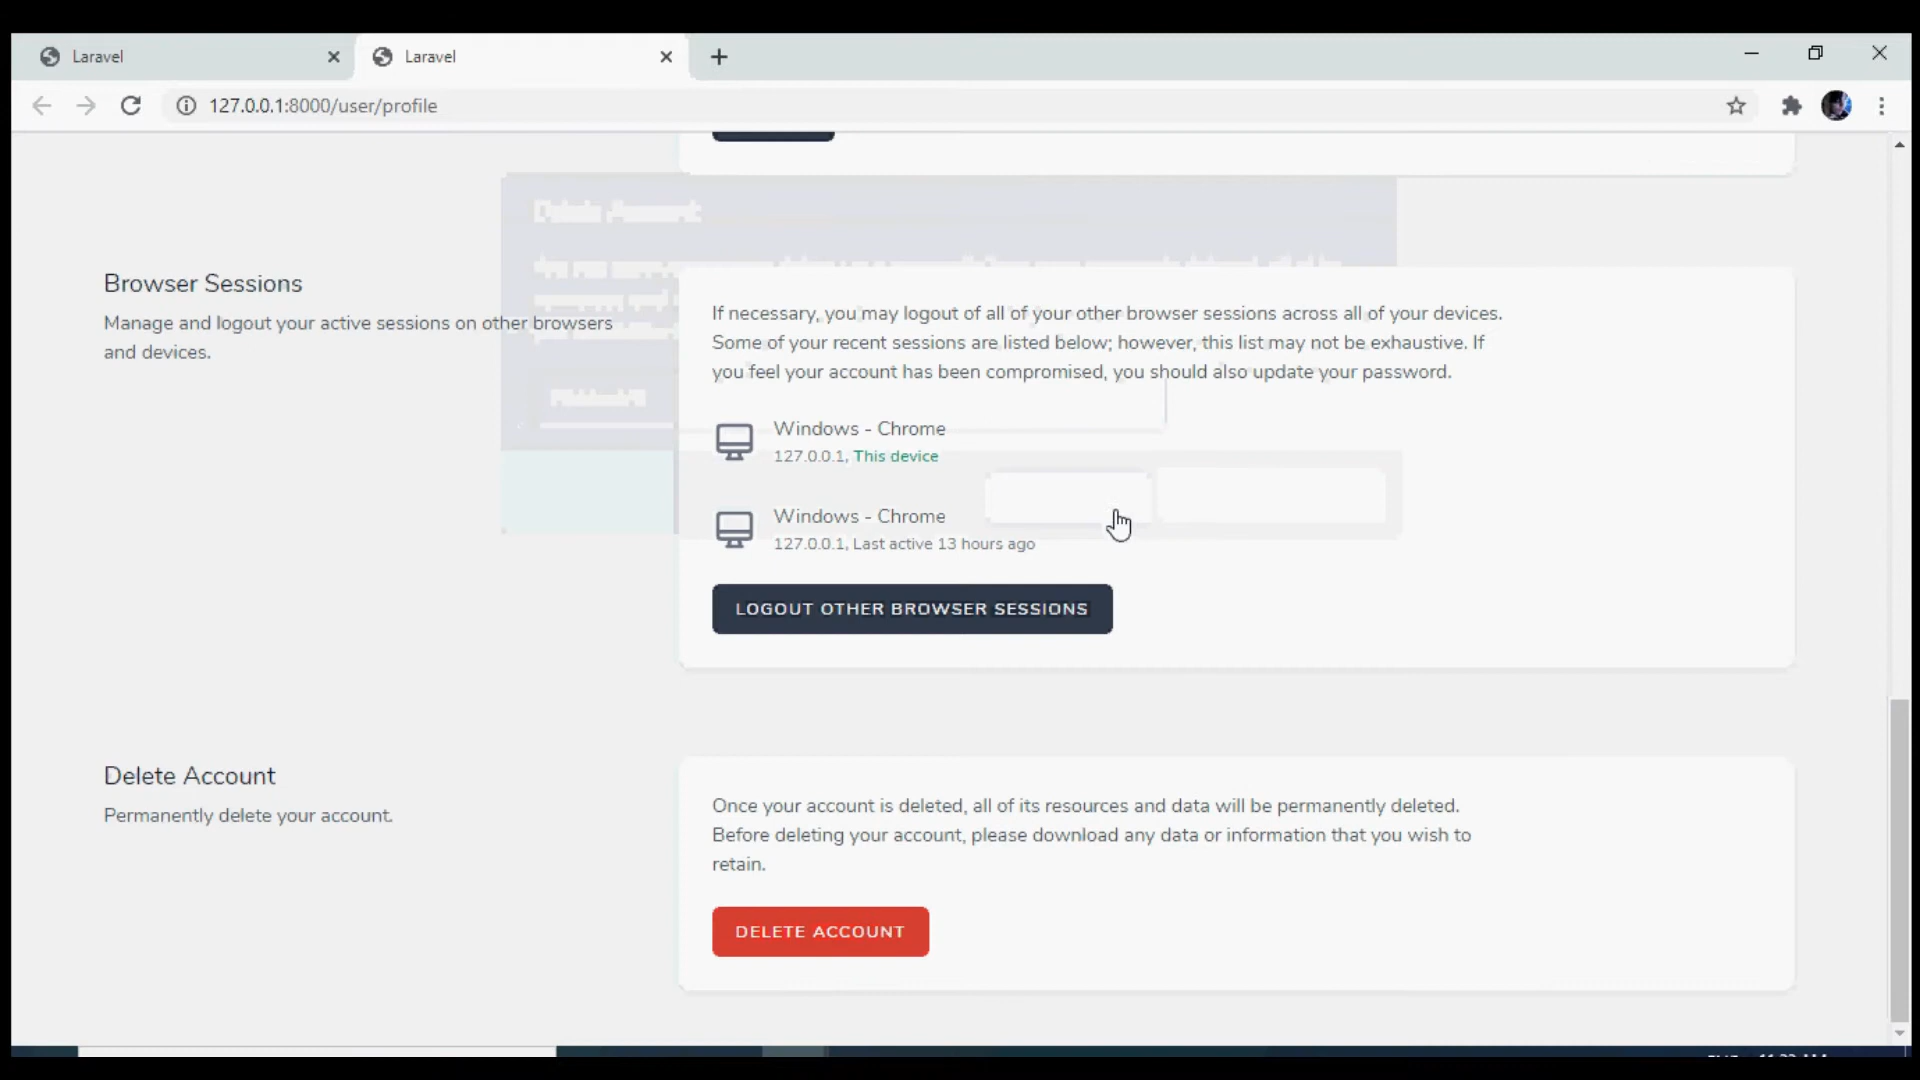 Laravel
Laravel
127.0.0.1:8000/user/profile
Delete Account
Browser Sessions
Manage and logout your active sessions on other browsers
and devices.
If necessary, you may logout of all of your other browser sessions across all of your devices.
Some of your recent sessions are listed below; however, this list may not be exhaustive. If
you feel your account has been compromised, you should also update your password.
Windows - Chrome
127.0.0.1, This device
Windows - Chrome
127.0.0.1, Last active 13 hours ago
LOGOUT OTHER BROWSER SESSIONS
Delete Account
Permanently delete your account.
Once your account is deleted, all of its resources and data will be permanently deleted.
Before deleting your account, please download any data or information that you wish to
retain.
DELETE ACCOUNT